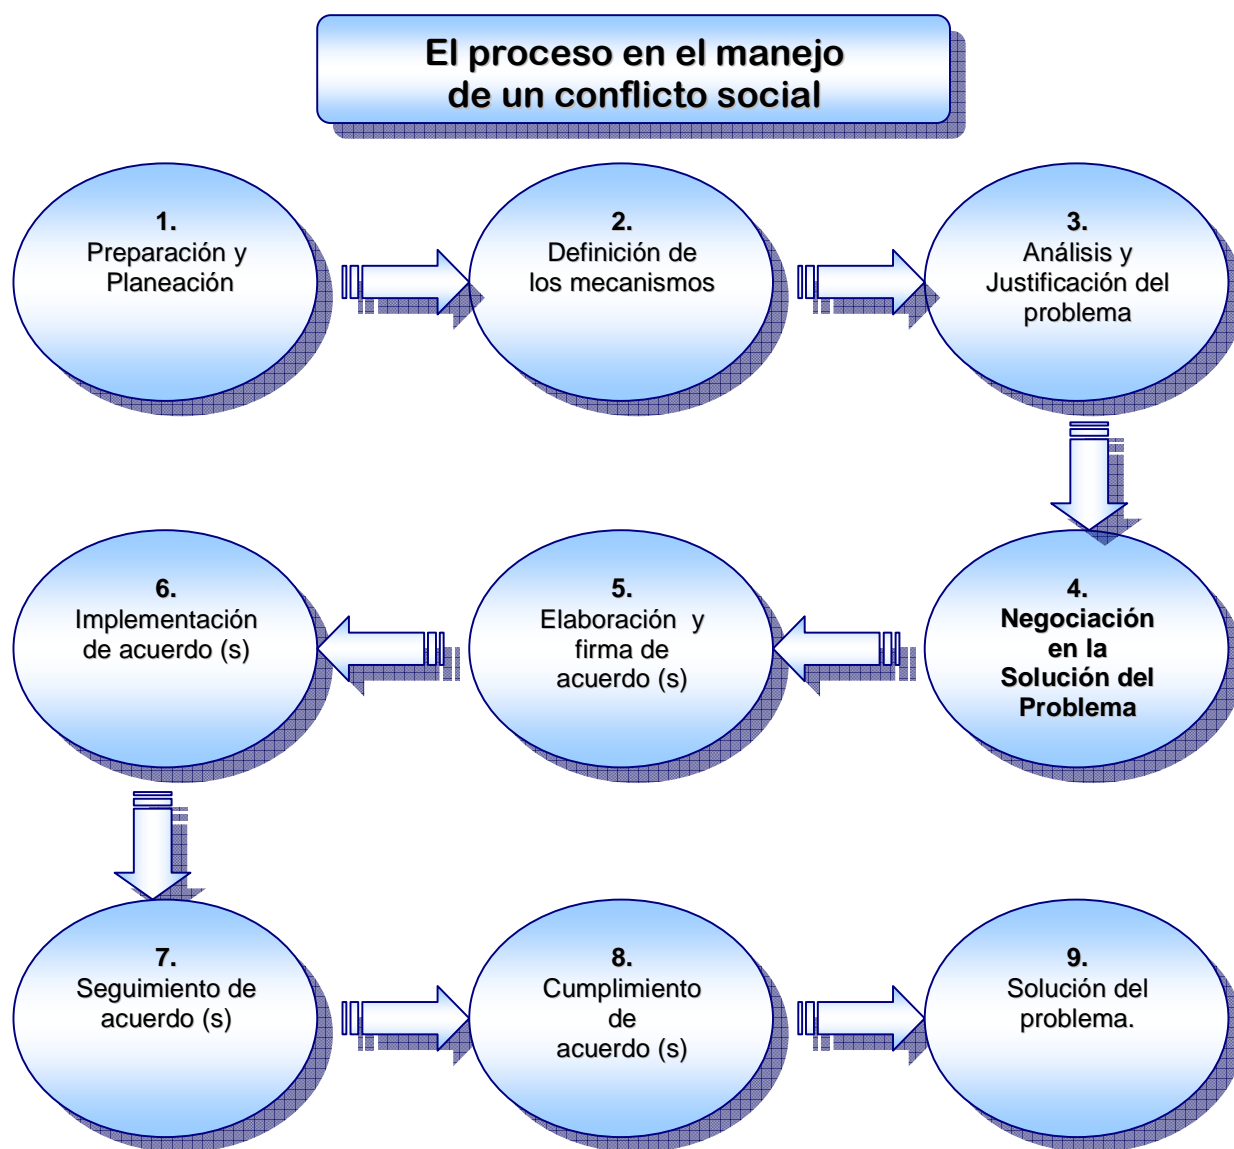 El proceso en el manejo
de un conflicto social
1.
Preparación y
Planeación
2.
Definición de
los mecanismos
3.
Análisis y
Justificación del
problema
4.
Negociación
en la
Solución del
Problema
5.
Elaboración  y
firma de
acuerdo (s)
6.
Implementación
de acuerdo (s)
7.
Seguimiento de
acuerdo (s)
8.
Cumplimiento
de
acuerdo (s)
9.
Solución del
problema.